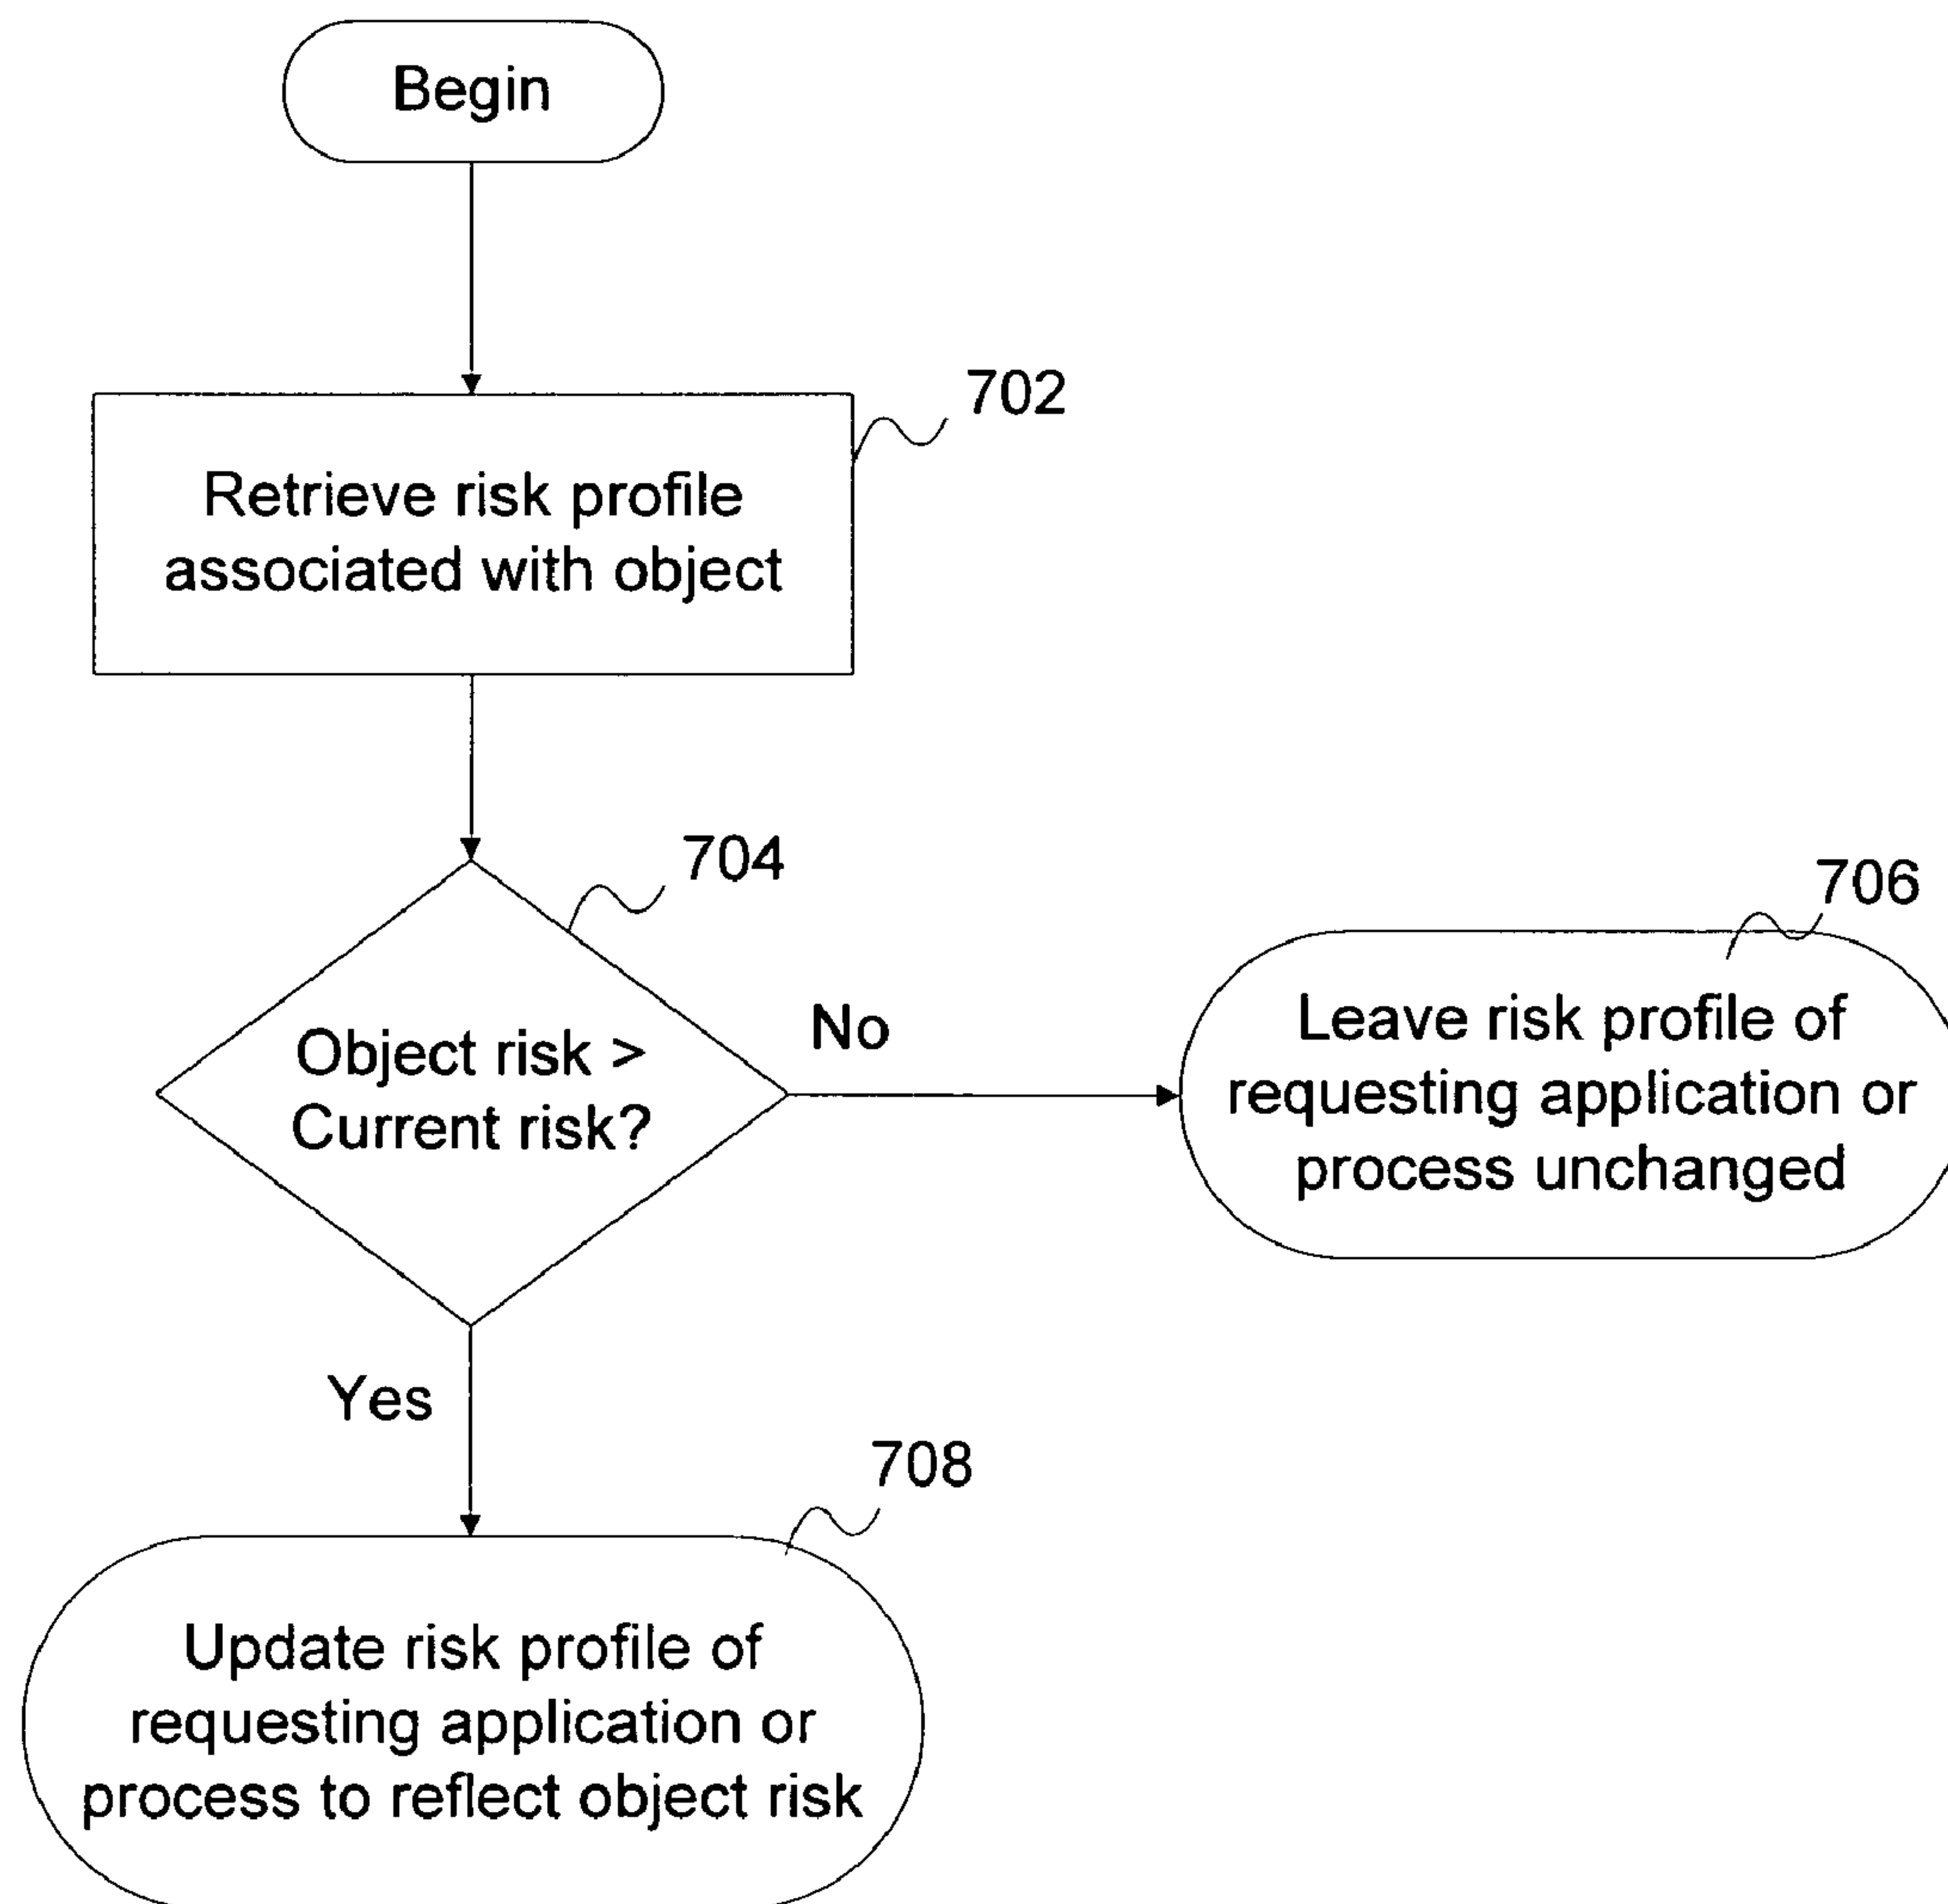 Begin
702
Retrieve risk profile
associated with object
704
Object risk >
Current risk?
No
706
Leave risk profile of
requesting application or
process unchanged
Yes
708
Update risk profile of
requesting application or
process to reflect object risk